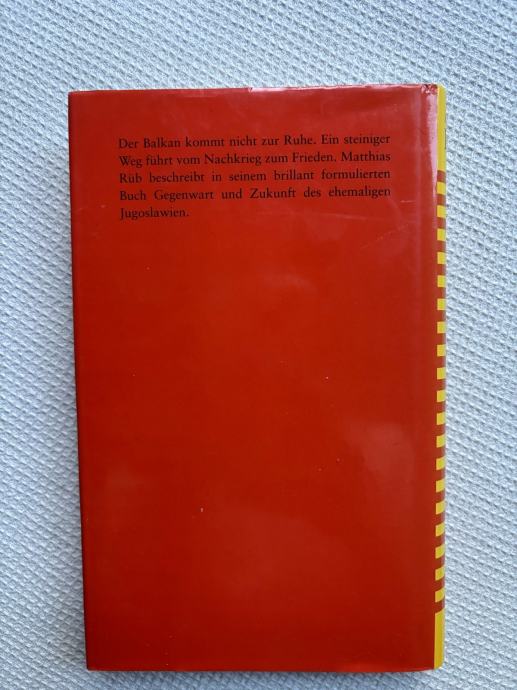 Der Balkan kommt nicht zur Ruhe. Ein steiniger
Weg führt vom Nachkrieg zum Frieden. Matthias
Rüb beschreibt in seinem brillant formulierten
Buch Gegenwart und Zukunft des ehemaligen
Jugoslawien.